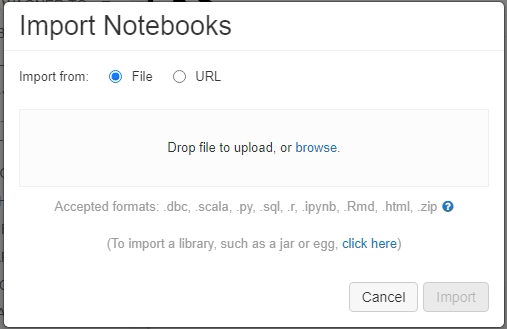 Import Notebooks
Import from: File URL
Drop file to upload, or browse.
Accepted formats: .dbc, .scala, .py, .sql, .r, .ipynb, .Rmd, .html, .zip ?
(To import a library, such as a jar or egg, click here)
Cancel Import